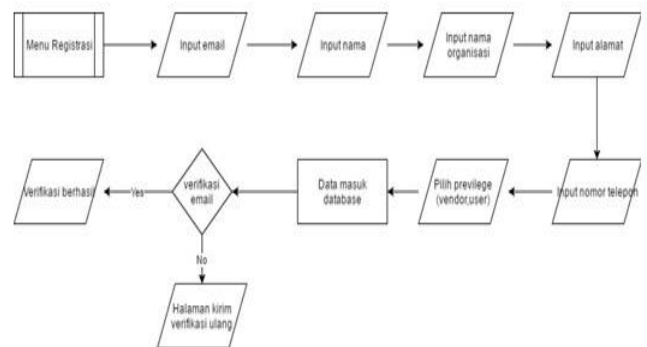 Menu Registrasi
Input email
Input nama
Input nama
organisasi
Input alamat
Input nomor telepon
Pilih previlege
(vendor,user)
Data masuk
database
verifikasi
email
Yes
Verifikasi berhasil
No
Halaman kirim
verifikasi ulang